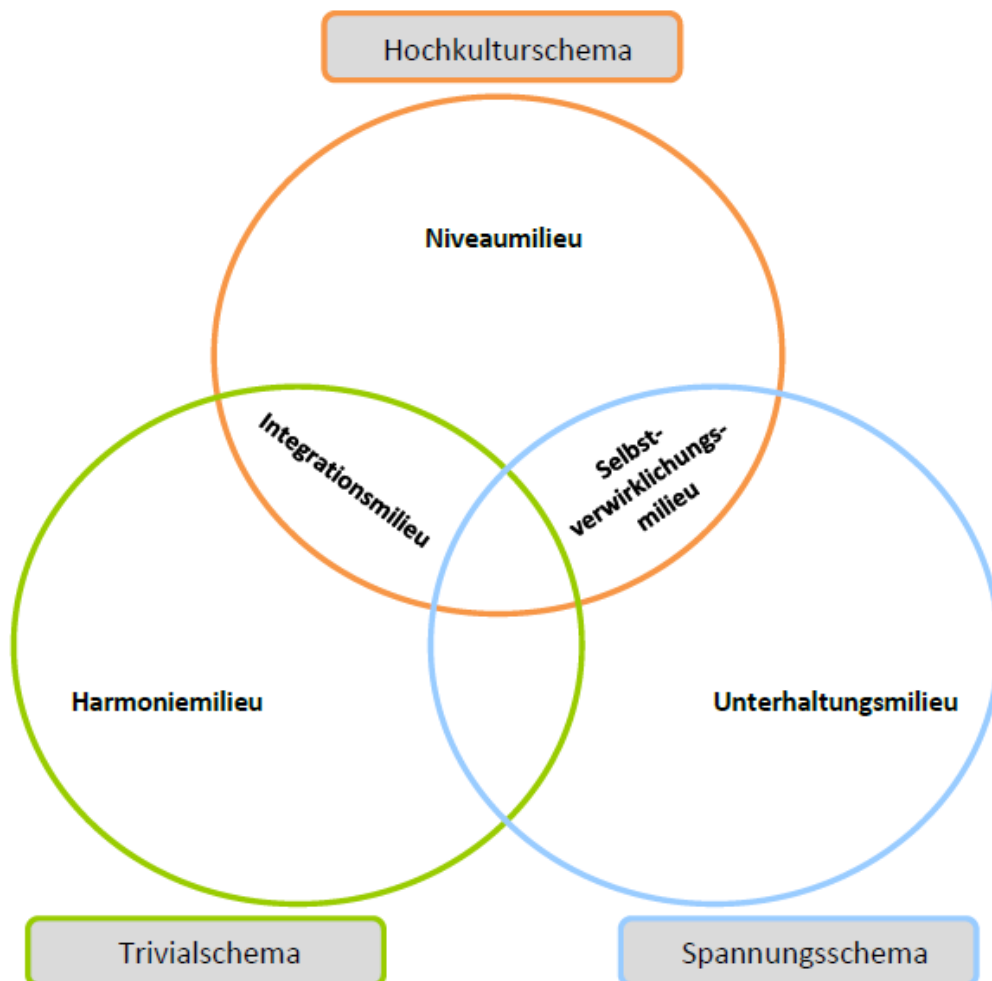 Hochkulturschema
Niveaumilieu
Integrationsmilieu
Selbst-
verwirklichungs-
milieu
Harmoniemilieu
Unterhaltungsmilieu
Trivialschema
Spannungsschema